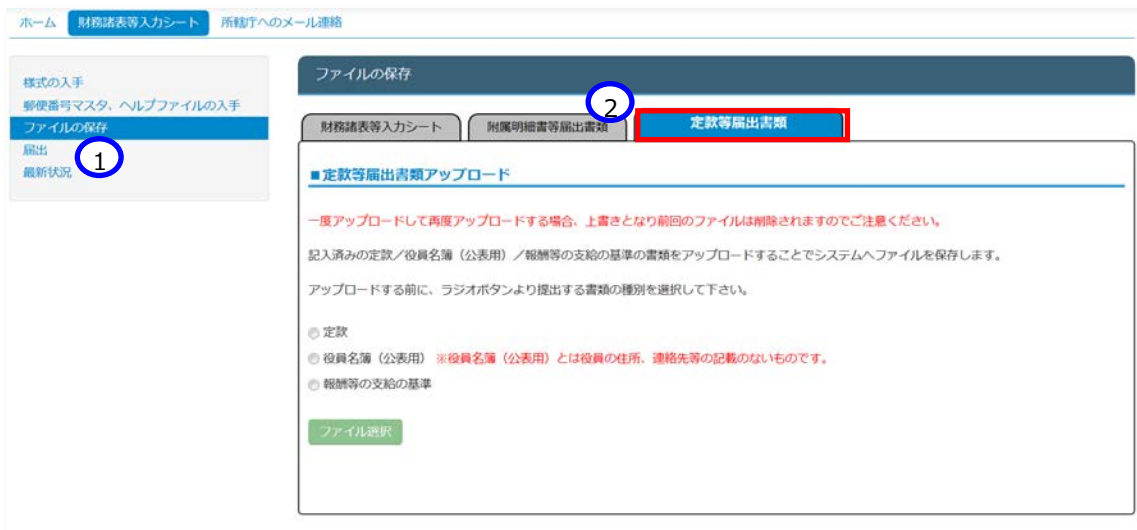 ホーム 財務諸表等入力シート 所轄庁へのメール連絡
様式の入手
郵便番号マスタ、ヘルプファイルの入手
ファイルの保存
届出
最新状況
1
ファイルの保存
2
財務諸表等入力シート 附属明細書等届出書類 定款等届出書類
■定款等届出書類アップロード
一度アップロードして再度アップロードする場合、上書きとなり前回のファイルは削除されますのでご注意ください。
記入済みの定款/役員名簿(公表用)/報酬等の支給の基準の書類をアップロードすることでシステムへファイルを保存します。
アップロードする前に、ラジオボタンより提出する書類の種別を選択して下さい。
定款
役員名簿(公表用) ※役員名簿(公表用)とは役員の住所、連絡先等の記載のないものです。
報酬等の支給の基準
ファイル選択